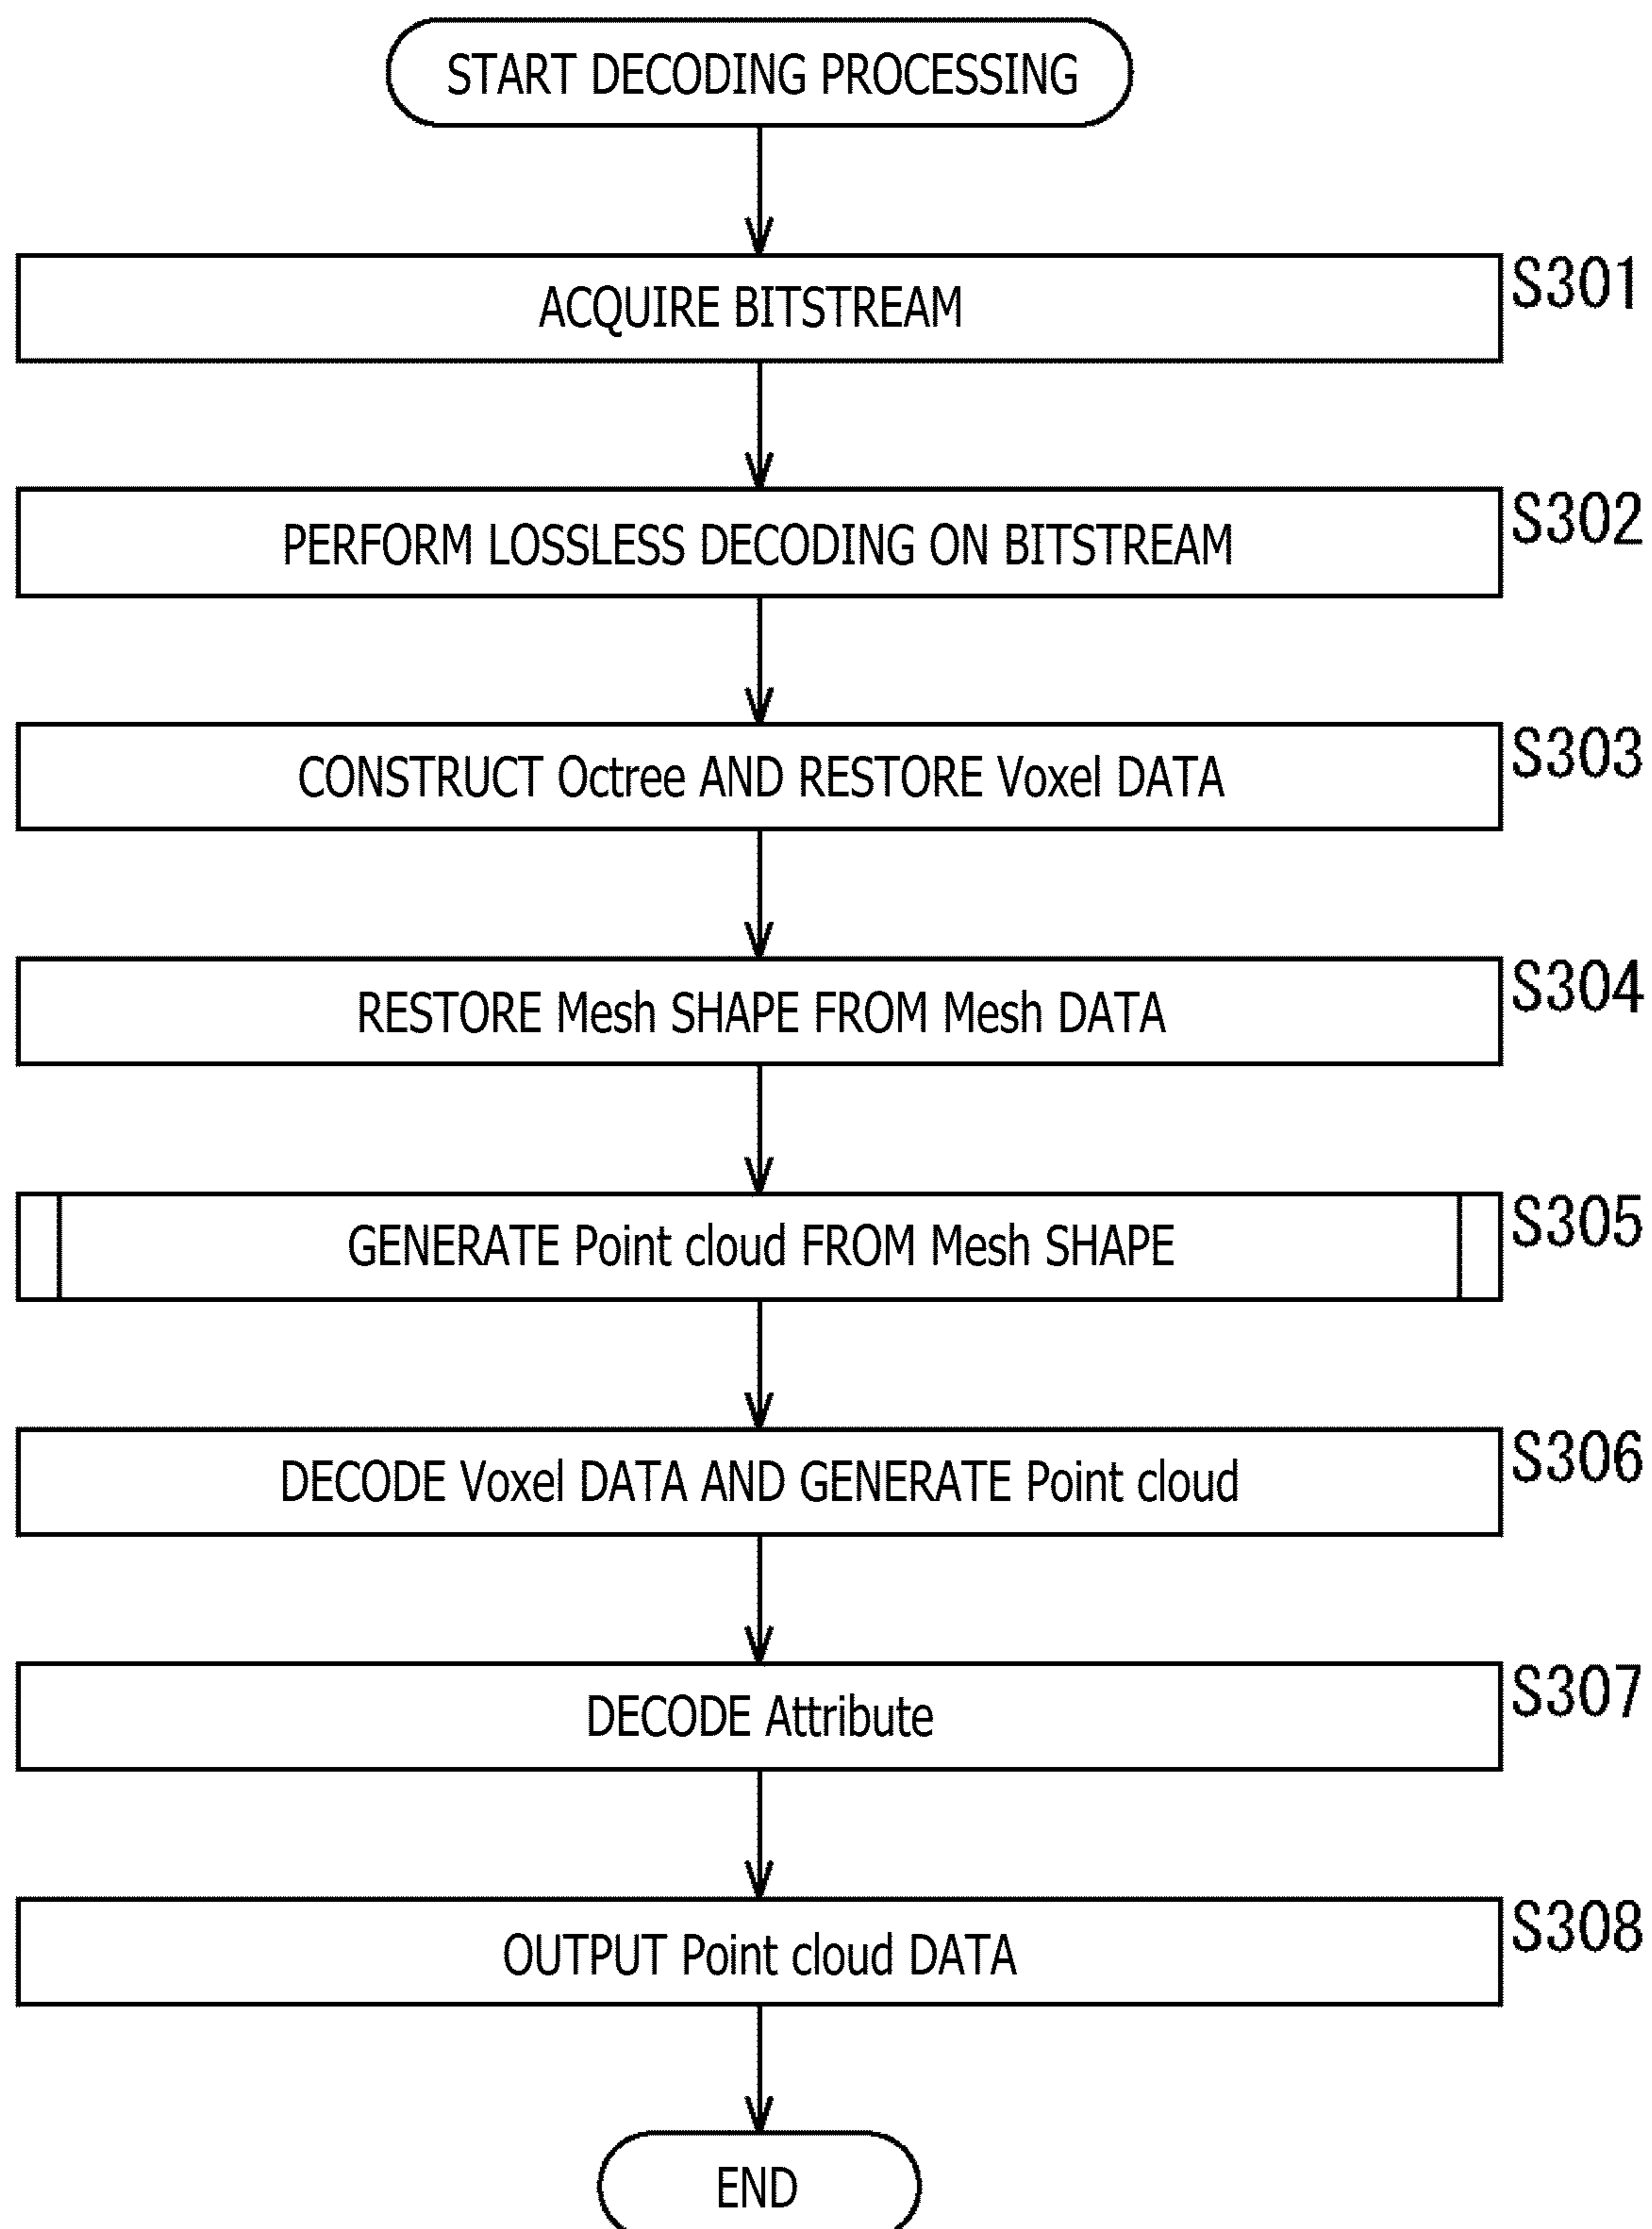 START DECODING PROCESSING
ACQUIRE BITSTREAM
S301
PERFORM LOSSLESS DECODING ON BITSTREAM
S302
CONSTRUCT Octree AND RESTORE Voxel DATA
S303
RESTORE Mesh SHAPE FROM Mesh DATA
S304
GENERATE Point cloud FROM Mesh SHAPE
S305
DECODE Voxel DATA AND GENERATE Point cloud
S306
DECODE Attribute
S307
OUTPUT Point cloud DATA
S308
END